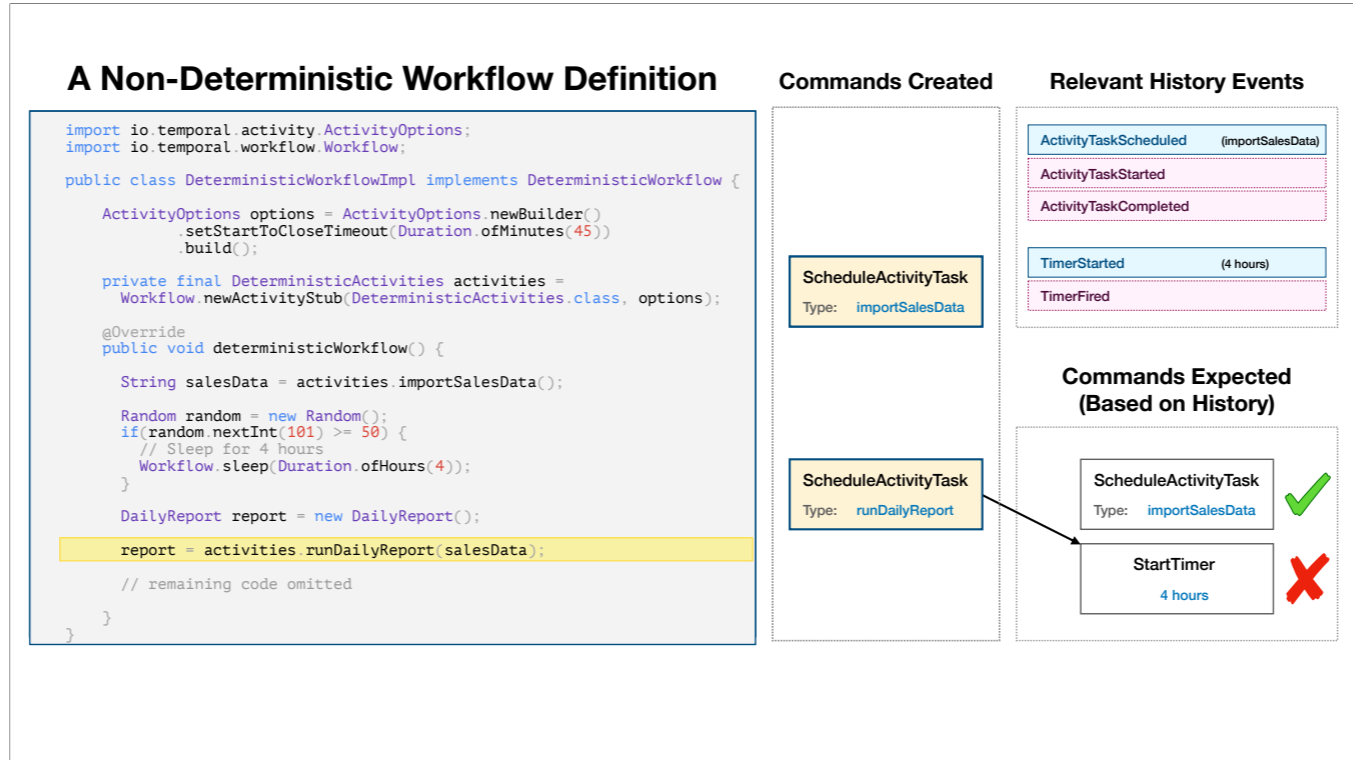 A Non-Deterministic Workflow Definition
import io.temporal.activity.ActivityOptions;
import io.temporal.workflow.Workflow;
public class DeterministicWorkflowImpl implements DeterministicWorkflow {
ActivityOptions options = ActivityOptions.newBuilder()
.setStartToCloseTimeout(Duration.ofMinutes(45))
.build();
private final DeterministicActivities activities =
Workflow.newActivityStub(DeterministicActivities.class, options);
@Override
public void deterministicWorkflow() {
String salesData = activities.importSalesData();
Random random = new Random();
if(random.nextInt(101) >= 50) {
// Sleep for 4 hours
Workflow.sleep(Duration.ofHours(4));
}
DailyReport report = new DailyReport();
report = activities.runDailyReport(salesData);
// remaining code omitted
}
}
Commands Created
ScheduleActivityTask
Type: importSalesData
ScheduleActivityTask
Type: runDailyReport
Relevant History Events
ActivityTaskScheduled (importSalesData)
ActivityTaskStarted
ActivityTaskCompleted
TimerStarted (4 hours)
TimerFired
Commands Expected
(Based on History)
ScheduleActivityTask
Type: importSalesData
StartTimer
4 hours